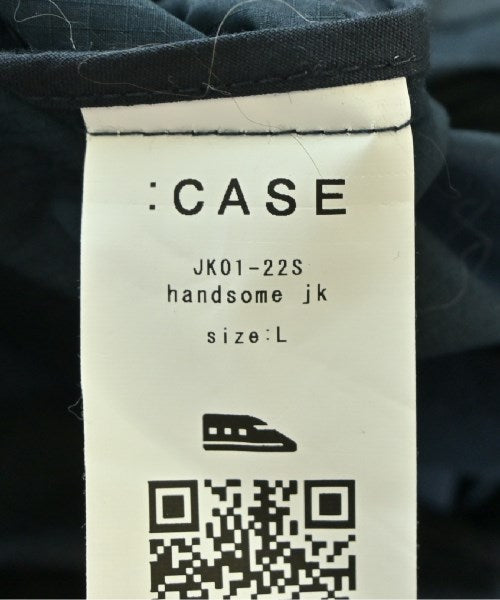 :CASE
JK01-22S
handsome jk
size:L